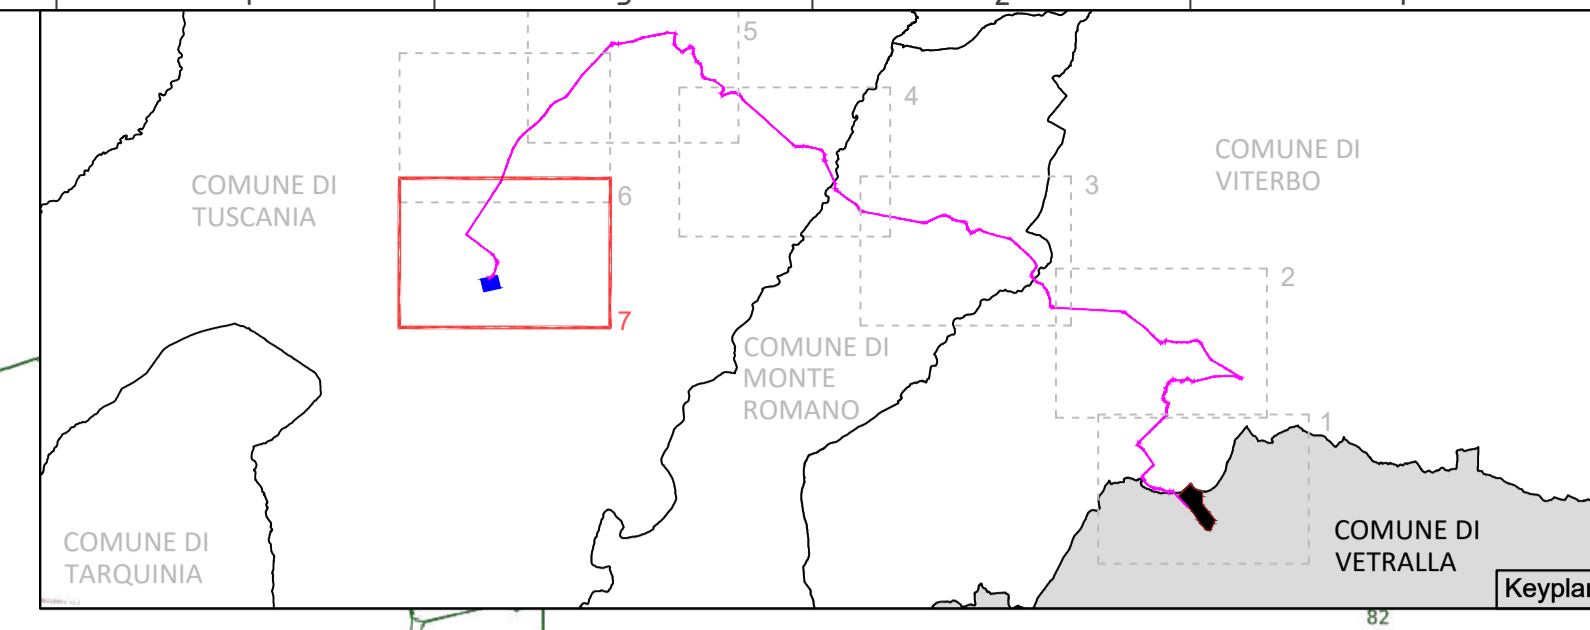 5
4
COMUNE DI
VITERBO
3
COMUNE DI
TUSCANIA
6
2
7
COMUNE DI
MONTE
ROMANO
1
COMUNE DI
VETRALLA
COMUNE DI
TARQUINIA
Keyplan
82